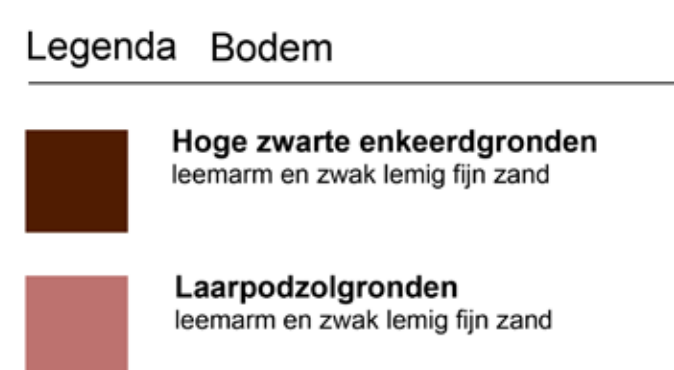 Legenda Bodem
Hoge zwarte enkeerdgronden
leemarm en zwak lemig fijn zand
Laarpodzolgronden
leemarm en zwak lemig fijn zand